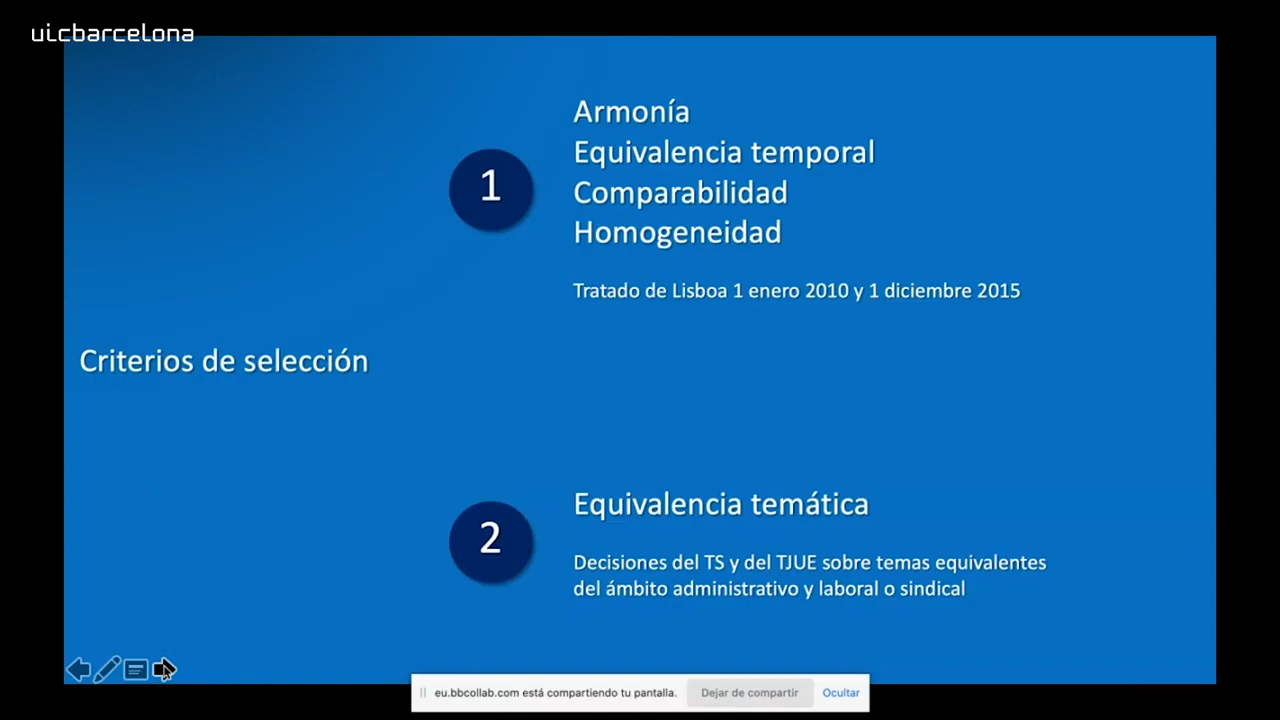 uicbarcelona
Armonía
Equivalencia temporal
1
Comparabilidad
Homogeneidad
Tratado de Lisboa 1 enero 2010 y 1 diciembre 2015
Criterios de selección
Equivalencia temática
2
Decisiones del TS y del TJUE sobre temas equivalentes
del ámbito administrativo y laboral o sindical
eu.bbcollab.com está compartiendo tu pantalla. Dejar de compartir Ocultar